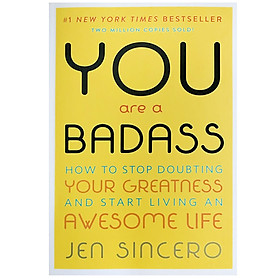 #1 NEW YORK TIMES BESTSELLER
TWO MILLION COPIES SOLD!
YOU
are a
BADASS
HOW TO STOP DOUBTING
YOUR GREATNESS
AND START LIVING AN
AWESOME LIFE
JEN SINCERO